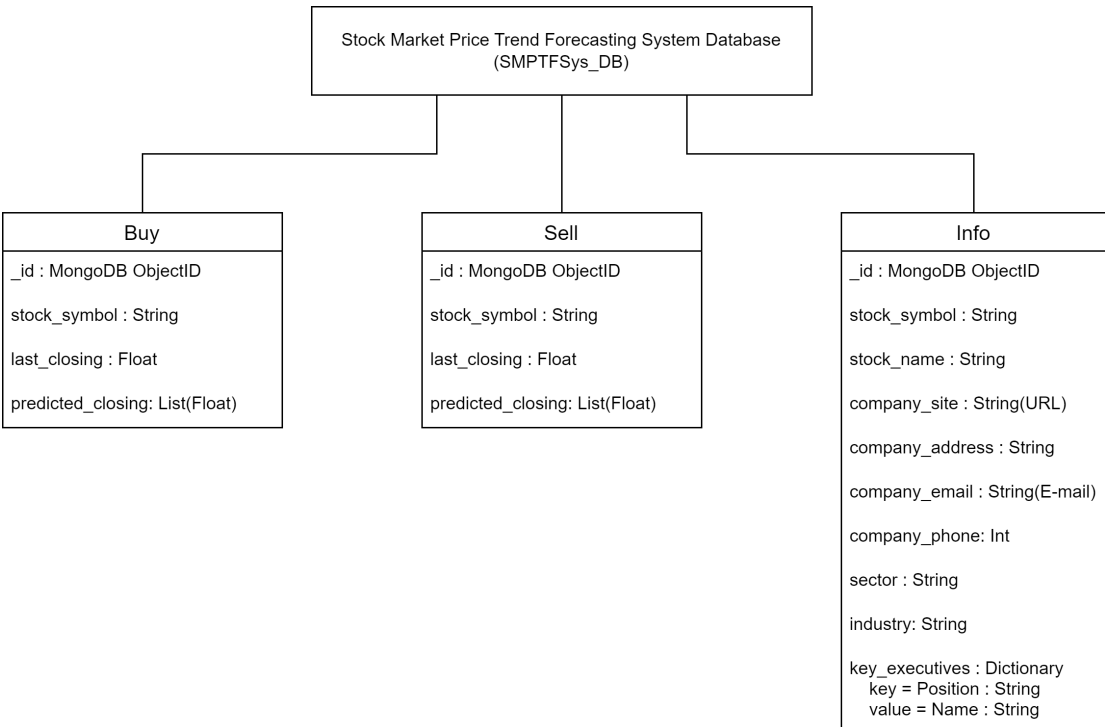 Stock Market Price Trend Forecasting System Database
(SMPTFSys_DB)
Buy
_id : MongoDB ObjectID
stock_symbol : String
last_closing : Float
predicted_closing: List(Float)
Sell
_id : MongoDB ObjectID
stock_symbol : String
last_closing : Float
predicted_closing: List(Float)
Info
_id : MongoDB ObjectID
stock_symbol : String
stock_name : String
company_site : String(URL)
company_address : String
company_email : String(E-mail)
company_phone: Int
sector : String
industry: String
key_executives : Dictionary
key = Position : String
value = Name : String